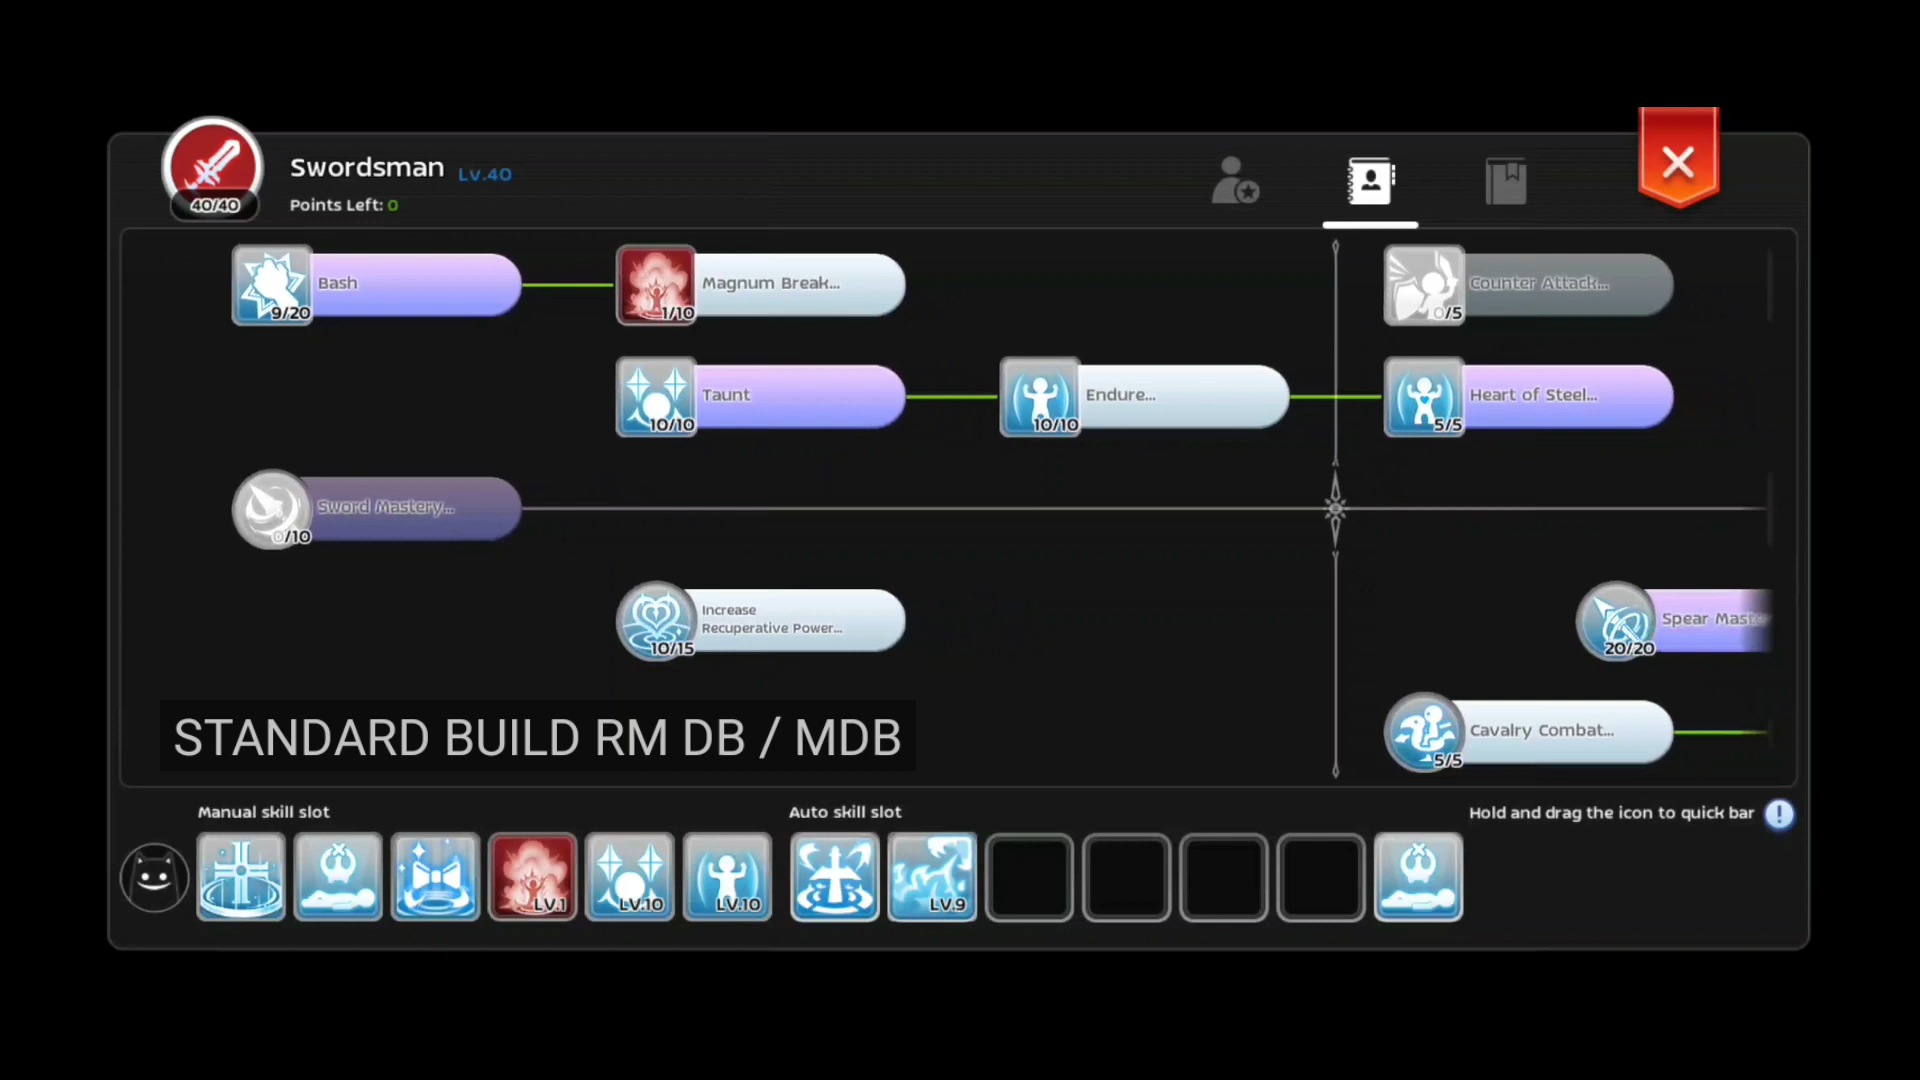 Swordsman Lv.40
40/40
Points Left: 0
Bash
9/20
Magnum Break...
1/10
Counter Attack...
0/5
Taunt
10/10
Endure...
10/10
Heart of Steel...
5/5
Sword Mastery...
0/10
Increase
Recuperative Power...
10/15
Spear Maste
20/20
Cavalry Combat...
5/5
STANDARD BUILD RM DB / MDB
Manual skill slot
Auto skill slot
Hold and drag the icon to quick bar
LV.1
LV.10
LV.10
LV.9